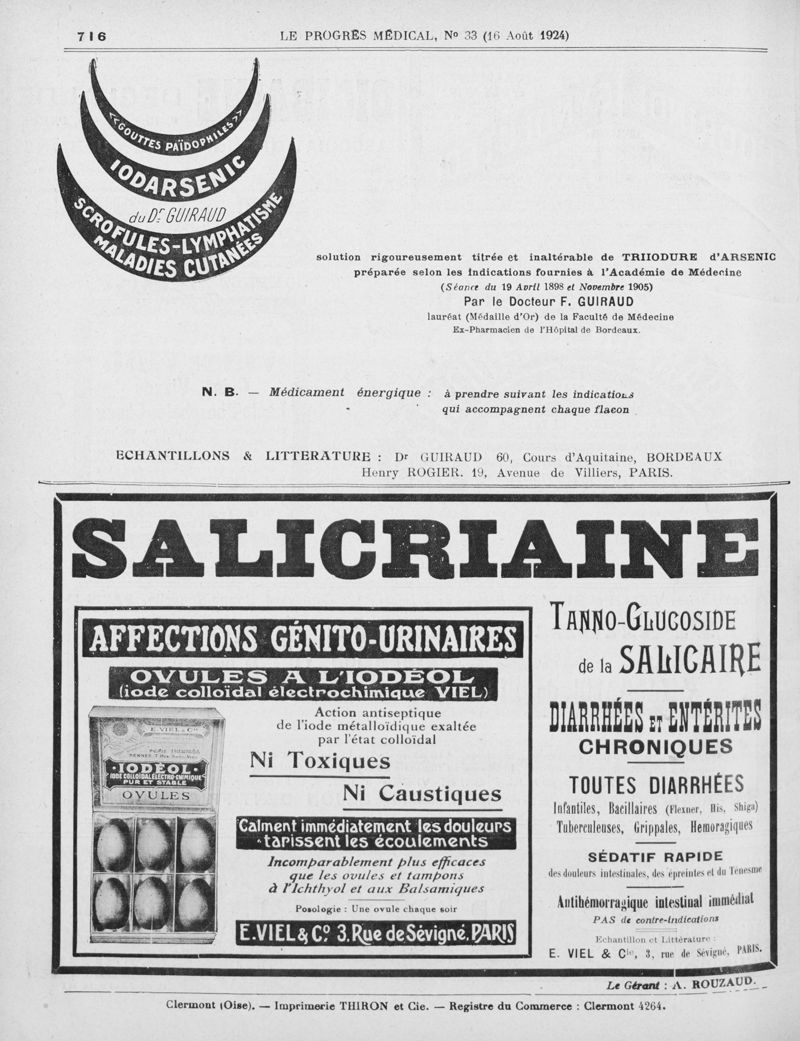 716
LE PROGRÈS MÉDICAL, No 33 (16 Août 1924)
«GOUTTES PAÏDOPHILES»
IODARSENIC
du Dr GUIRAUD
SCROFULES-LYMPHATISME
MALADIES CUTANÉES
solution rigoureusement titrée et inaltérable de TRIIODURE d'ARSENIC
préparée selon les indications fournies à l'Académie de Médecine
(Séance du 19 Avril 1898 et Novembre 1905)
Par le Docteur F. GUIRAUD
lauréat (Médaille d'Or) de la Faculté de Médecine
Ex-Pharmacien de l'Hôpital de Bordeaux.
N. B. — Médicament énergique : à prendre suivant les indications
qui accompagnent chaque flacon
ECHANTILLONS & LITTÉRATURE : Dr GUIRAUD 60, Cours d'Aquitaine, BORDEAUX
Henry ROGIER. 19, Avenue de Villiers, PARIS.
SALICRIAINE
AFFECTIONS GÉNITO-URINAIRES
OVULES A L'IODÉOL
(iode colloïdal électrochimique VIEL)
E. VIEL & Co
IODÉOL
IODE COLLOÏDAL ÉLECTRO-CHIMIQUE
PUR ET STABLE
OVULES
Action antiseptique
de l'iode métalloïdique exaltée
par l'état colloïdal
Ni Toxiques
Ni Caustiques
Calment immédiatement les douleurs
tarissent les écoulements
Incomparablement plus efficaces
que les ovules et tampons
à l'Ichthyol et aux Balsamiques
Posologie : Une ovule chaque soir
E. VIEL & Co. 3. Rue de Sévigné. PARIS
TANNO-GLUCOSIDE
de la SALICAIRE
DIARRHÉES ET ENTÉRITES
CHRONIQUES
TOUTES DIARRHÉES
Infantiles, Bacillaires (Flexner, His, Shiga)
Tuberculeuses, Grippales, Hemoragiques
SÉDATIF RAPIDE
des douleurs intestinales, des épreintes et du Ténesme
Antihémorragique intestinal immédiat
PAS de contre-indications
Echantillon et Littérature :
E. VIEL & Cie, 3, rue de Sévigné, PARIS.
Le Gérant : A. ROUZAUD.
Clermont (Oise). — Imprimerie THIRON et Cie. — Registre du Commerce : Clermont 4264.